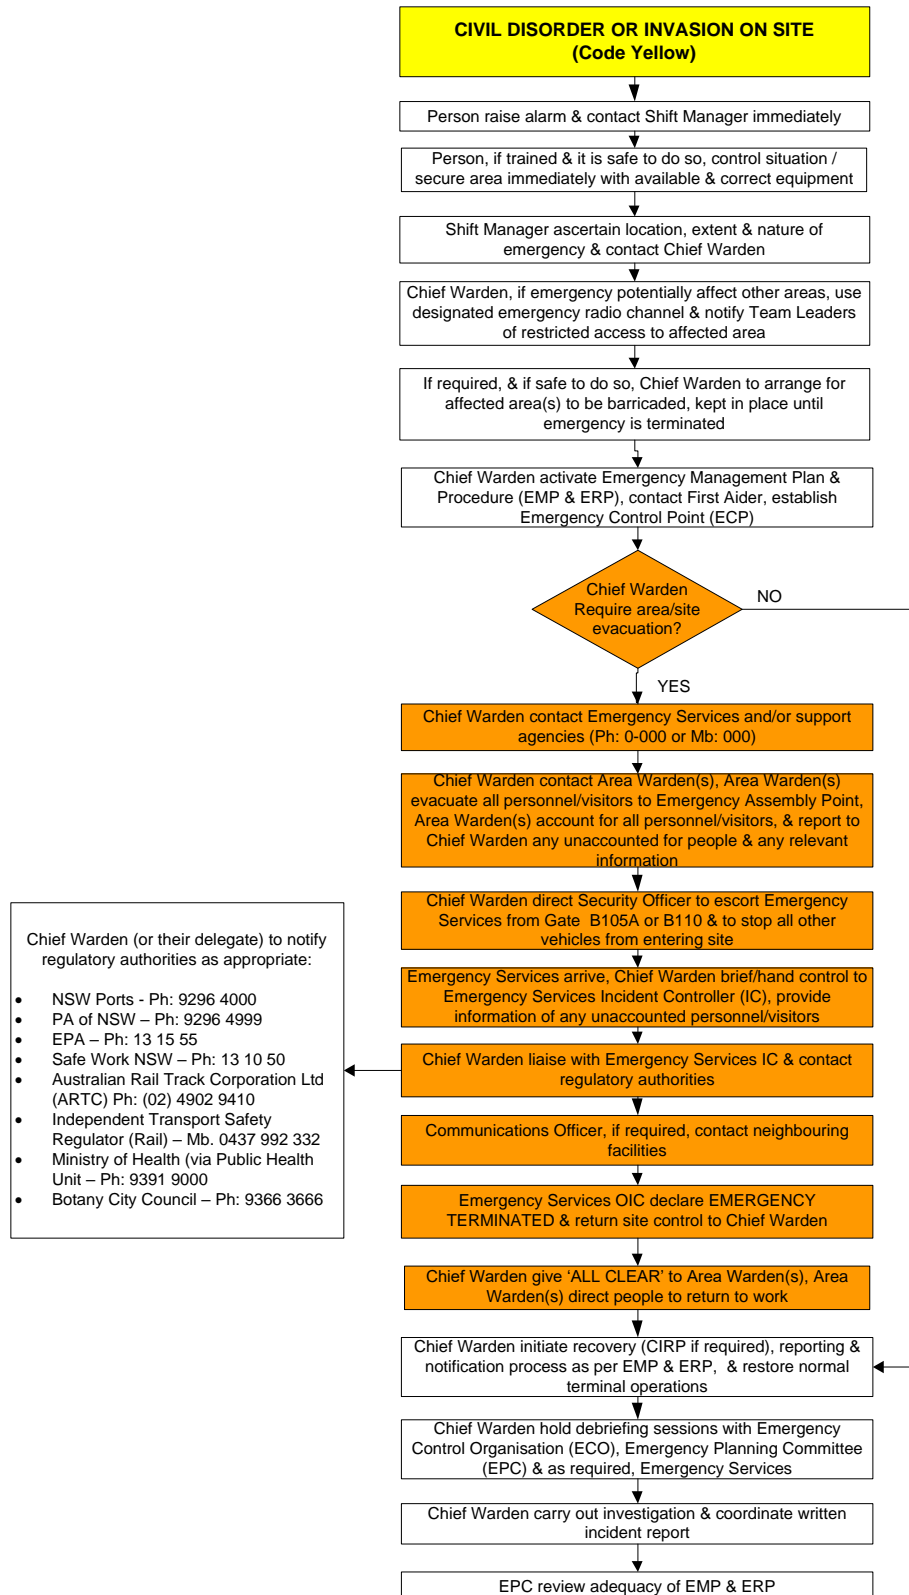 CIVIL DISORDER OR INVASION ON SITE
(Code Yellow)
Person raise alarm & contact Shift Manager immediately
Person, if trained & it is safe to do so, control situation /
secure area immediately with available & correct equipment
Shift Manager ascertain location, extent & nature of
emergency & contact Chief Warden
Chief Warden, if emergency potentially affect other areas, use
designated emergency radio channel & notify Team Leaders
of restricted access to affected area
If required, & if safe to do so, Chief Warden to arrange for
affected area(s) to be barricaded, kept in place until
emergency is terminated
Chief Warden activate Emergency Management Plan &
Procedure (EMP & ERP), contact First Aider, establish
Emergency Control Point (ECP)
Chief Warden
Require area/site
evacuation?
NO
YES
Chief Warden contact Emergency Services and/or support
agencies (Ph: 0-000 or Mb: 000)
Chief Warden contact Area Warden(s), Area Warden(s)
evacuate all personnel/visitors to Emergency Assembly Point,
Area Warden(s) account for all personnel/visitors, & report to
Chief Warden any unaccounted for people & any relevant
information
Chief Warden direct Security Officer to escort Emergency
Services from Gate B105A or B110 & to stop all other
vehicles from entering site
Emergency Services arrive, Chief Warden brief/hand control to
Emergency Services Incident Controller (IC), provide
information of any unaccounted personnel/visitors
Chief Warden liaise with Emergency Services IC & contact
regulatory authorities
Chief Warden (or their delegate) to notify
regulatory authorities as appropriate:
• NSW Ports - Ph: 9296 4000
• PA of NSW – Ph: 9296 4999
• EPA – Ph: 13 15 55
• Safe Work NSW – Ph: 13 10 50
• Australian Rail Track Corporation Ltd
(ARTC) Ph: (02) 4902 9410
• Independent Transport Safety
Regulator (Rail) – Mb. 0437 992 332
• Ministry of Health (via Public Health
Unit – Ph: 9391 9000
• Botany City Council – Ph: 9366 3666
Communications Officer, if required, contact neighbouring
facilities
Emergency Services OIC declare EMERGENCY
TERMINATED & return site control to Chief Warden
Chief Warden give ‘ALL CLEAR’ to Area Warden(s), Area
Warden(s) direct people to return to work
Chief Warden initiate recovery (CIRP if required), reporting &
notification process as per EMP & ERP, & restore normal
terminal operations
Chief Warden hold debriefing sessions with Emergency
Control Organisation (ECO), Emergency Planning Committee
(EPC) & as required, Emergency Services
Chief Warden carry out investigation & coordinate written
incident report
EPC review adequacy of EMP & ERP